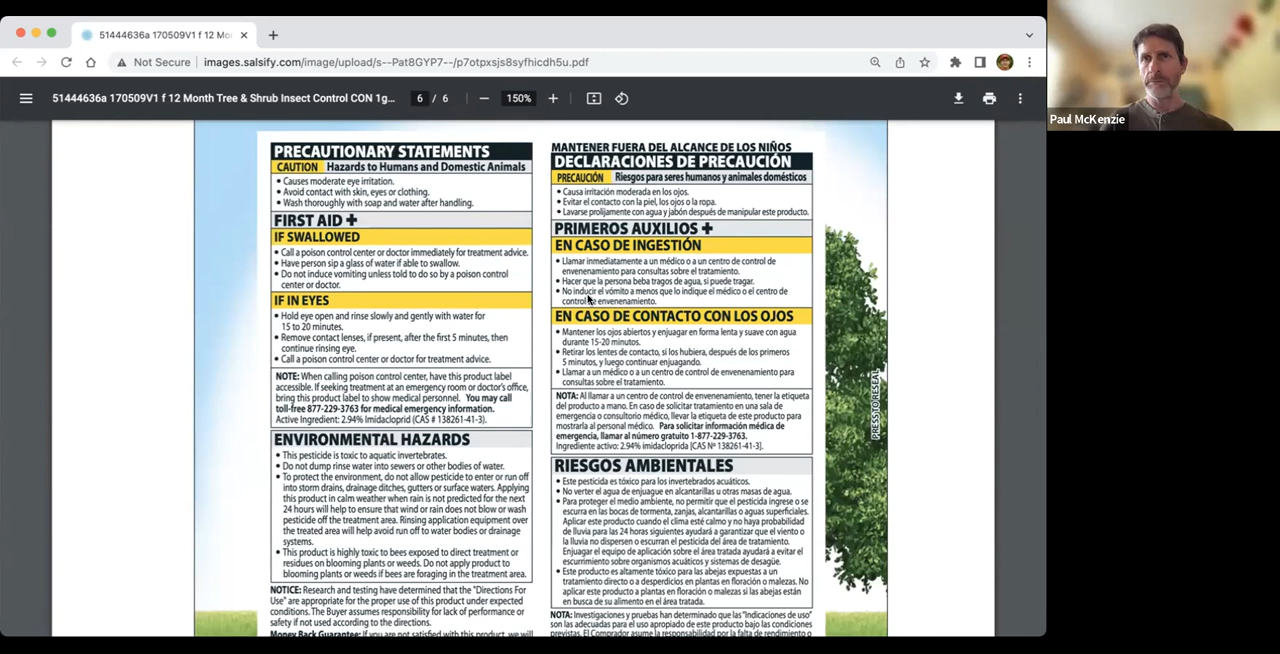 51444636a 170509V1 f 12 Mo
Not Secure
images.salsify.com/image/upload/s--Pat8GYP7--/p7otpxsjs8syfhicdh5u.pdf
51444636a 170509V1 f 12 Month Tree & Shrub Insect Control CON 1g...
6 / 6
150%
Paul McKenzie
PRECAUTIONARY STATEMENTS
CAUTION Hazards to Humans and Domestic Animals
• Causes moderate eye irritation.
• Avoid contact with skin, eyes or clothing.
• Wash thoroughly with soap and water after handling.
FIRST AID +
IF SWALLOWED
• Call a poison control center or doctor immediately for treatment advice.
• Have person sip a glass of water if able to swallow.
• Do not induce vomiting unless told to do so by a poison control
center or doctor.
IF IN EYES
• Hold eye open and rinse slowly and gently with water for
15 to 20 minutes.
• Remove contact lenses, if present, after the first 5 minutes, then
continue rinsing eye.
• Call a poison control center or doctor for treatment advice.
NOTE: When calling poison control center, have this product label
accessible. If seeking treatment at an emergency room or doctor's office,
bring this product label to show medical personnel. You may call
toll-free 877-229-3763 for medical emergency information.
Active Ingredient: 2.94% Imidacloprid (CAS # 138261-41-3).
ENVIRONMENTAL HAZARDS
• This pesticide is toxic to aquatic invertebrates.
• Do not dump rinse water into sewers or other bodies of water.
• To protect the environment, do not allow pesticide to enter or run off
into storm drains, drainage ditches, gutters or surface waters. Applying
this product in calm weather when rain is not predicted for the next
24 hours will help to ensure that wind or rain does not blow or wash
pesticide off the treatment area. Rinsing application equipment over
the treated area will help avoid run off to water bodies or drainage
systems.
• This product is highly toxic to bees exposed to direct treatment or
residues on blooming plants or weeds. Do not apply product to
blooming plants or weeds if bees are foraging in the treatment area.
NOTICE: Research and testing have determined that the "Directions For
Use" are appropriate for the proper use of this product under expected
conditions. The Buyer assumes responsibility for lack of performance or
safety if not used according to the directions.
Money Back Guarantee: If you are not satisfied with this product, we will
MANTENER FUERA DEL ALCANCE DE LOS NIÑOS
DECLARACIONES DE PRECAUCIÓN
PRECAUCIÓN Riesgos para seres humanos y animales domésticos
• Causa irritación moderada en los ojos.
• Evitar el contacto con la piel, los ojos o la ropa.
• Lavarse prolijamente con agua y jabón después de manipular este producto.
PRIMEROS AUXILIOS +
EN CASO DE INGESTIÓN
• Llamar inmediatamente a un médico o a un centro de control de
envenenamiento para consultas sobre el tratamiento.
• Hacer que la persona beba tragos de agua, si puede tragar.
• No inducir el vómito a menos que lo indique el médico o el centro de
control de envenenamiento.
EN CASO DE CONTACTO CON LOS OJOS
• Mantener los ojos abiertos y enjuagar en forma lenta y suave con agua
durante 15-20 minutos.
• Retirar los lentes de contacto, si los hubiera, después de los primeros
5 minutos, y luego continuar enjuagando.
• Llamar a un médico o a un centro de control de envenenamiento para
consultas sobre el tratamiento.
NOTA: Al llamar a un centro de control de envenenamiento, tener la etiqueta
del producto a mano. En caso de solicitar tratamiento en una sala de
emergencia o consultorio médico, llevar la etiqueta de este producto para
mostrarla al personal médico. Para solicitar información médica de
emergencia, llamar al número gratuito 1-877-229-3763.
Ingrediente activo: 2.94% imidacloprida [CAS Nº 138261-41-3].
RIESGOS AMBIENTALES
• Este pesticida es tóxico para los invertebrados acuáticos.
• No verter el agua de enjuague en alcantarillas u otras masas de agua.
• Para proteger el medio ambiente, no permitir que el pesticida ingrese o se
escurra en las bocas de tormenta, zanjas, alcantarillas o aguas superficiales.
Aplicar este producto cuando el clima esté calmo y no haya probabilidad
de lluvia para las 24 horas siguientes ayudará a garantizar que el viento o
la lluvia no dispersen o escurran el pesticida del área de tratamiento.
Enjuagar el equipo de aplicación sobre el área tratada ayudará a evitar el
escurrimiento sobre organismos acuáticos y sistemas de desagüe.
• Este producto es altamente tóxico para las abejas expuestas a un
tratamiento directo o a desperdicios en plantas en floración o malezas. No
aplicar este producto a plantas en floración o malezas si las abejas están
en busca de su alimento en el área tratada.
NOTA: Investigaciones y pruebas han determinado que las "Indicaciones de uso"
son las adecuadas para el uso apropiado de este producto bajo las condiciones
previstas. El Comprador asume la responsabilidad por la falta de rendimiento o
PRESS TO RESEAL